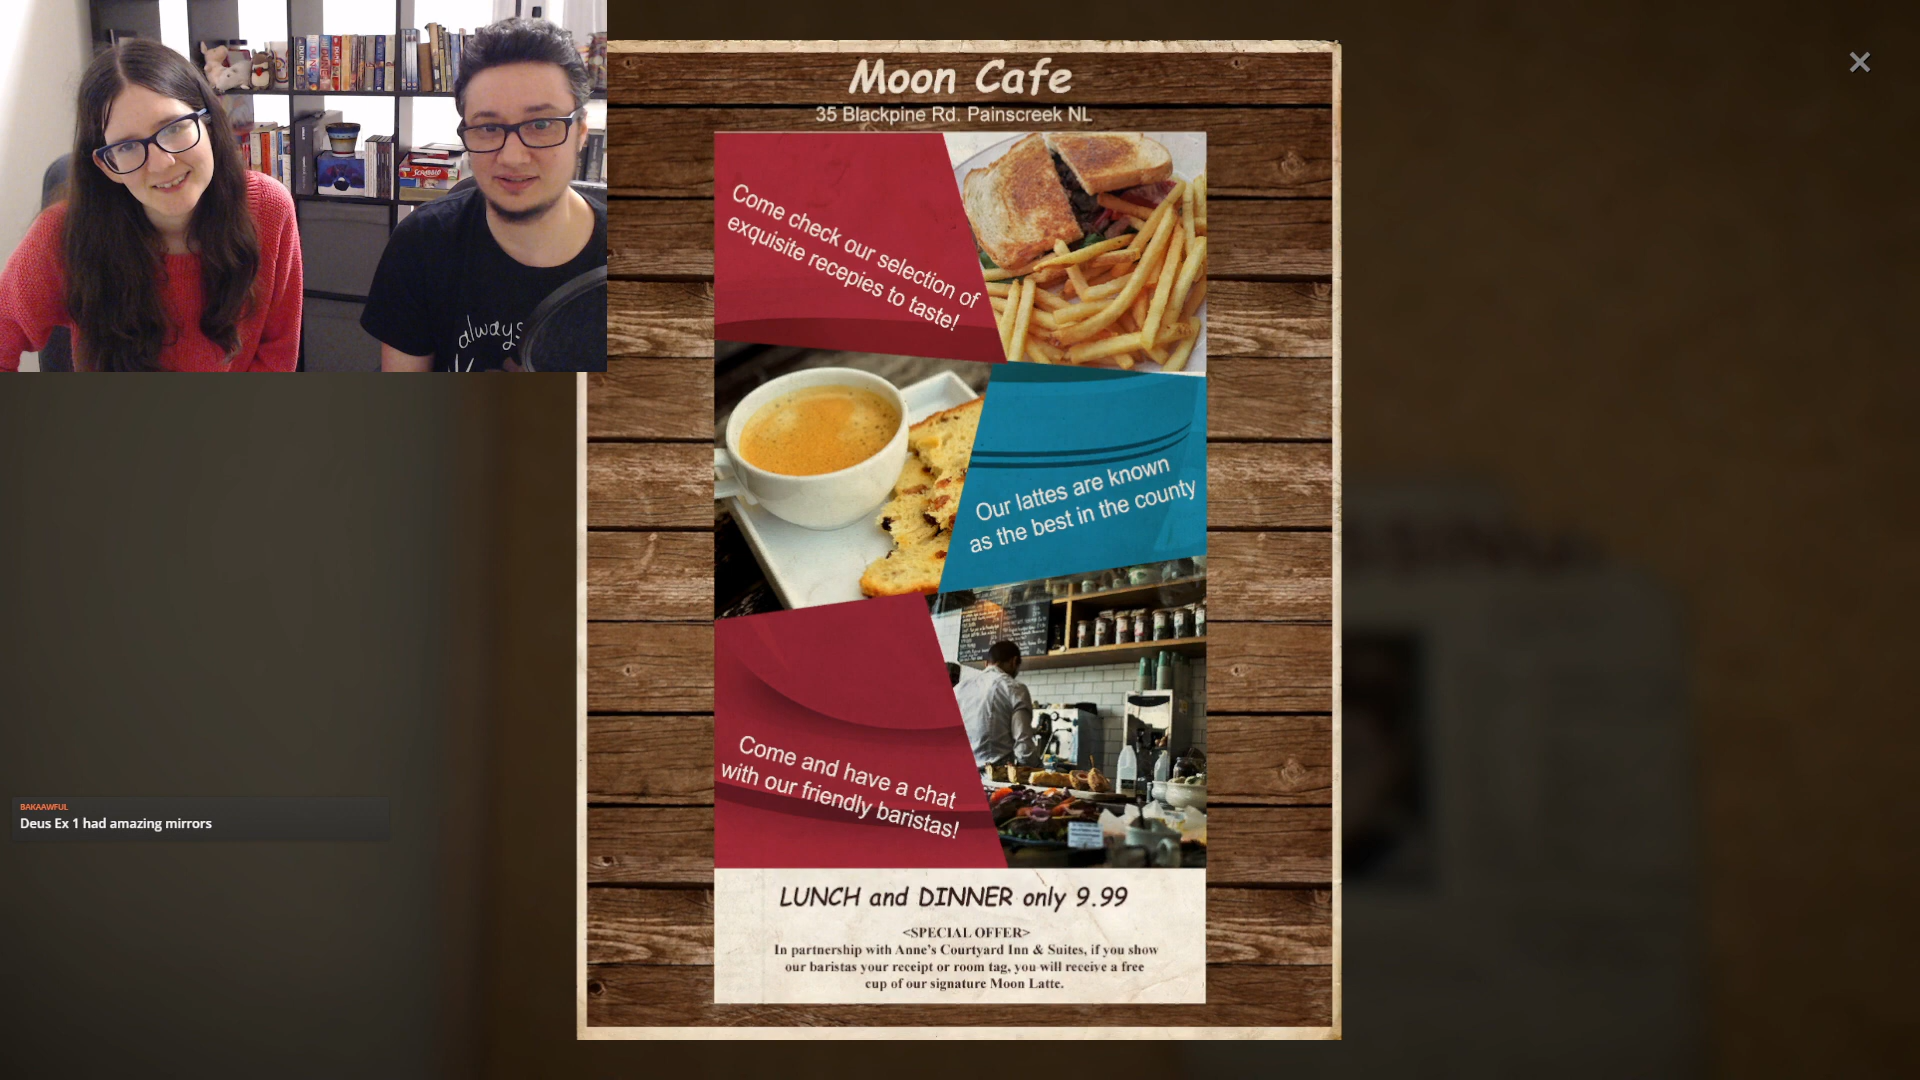 Moon Cafe
35 Blackpine Rd. Painscreek NL
Come check our selection of
exquisite recepies to taste!
Our lattes are known
as the best in the county
Come and have a chat
with our friendly baristas!
LUNCH and DINNER only 9.99
<SPECIAL OFFER>
In partnership with Anne's Courtyard Inn & Suites, if you show
our baristas your receipt or room tag, you will receive a free
cup of our signature Moon Latte.
BAKAAWFUL
Deus Ex 1 had amazing mirrors
always
SCRABBLE
DUNE